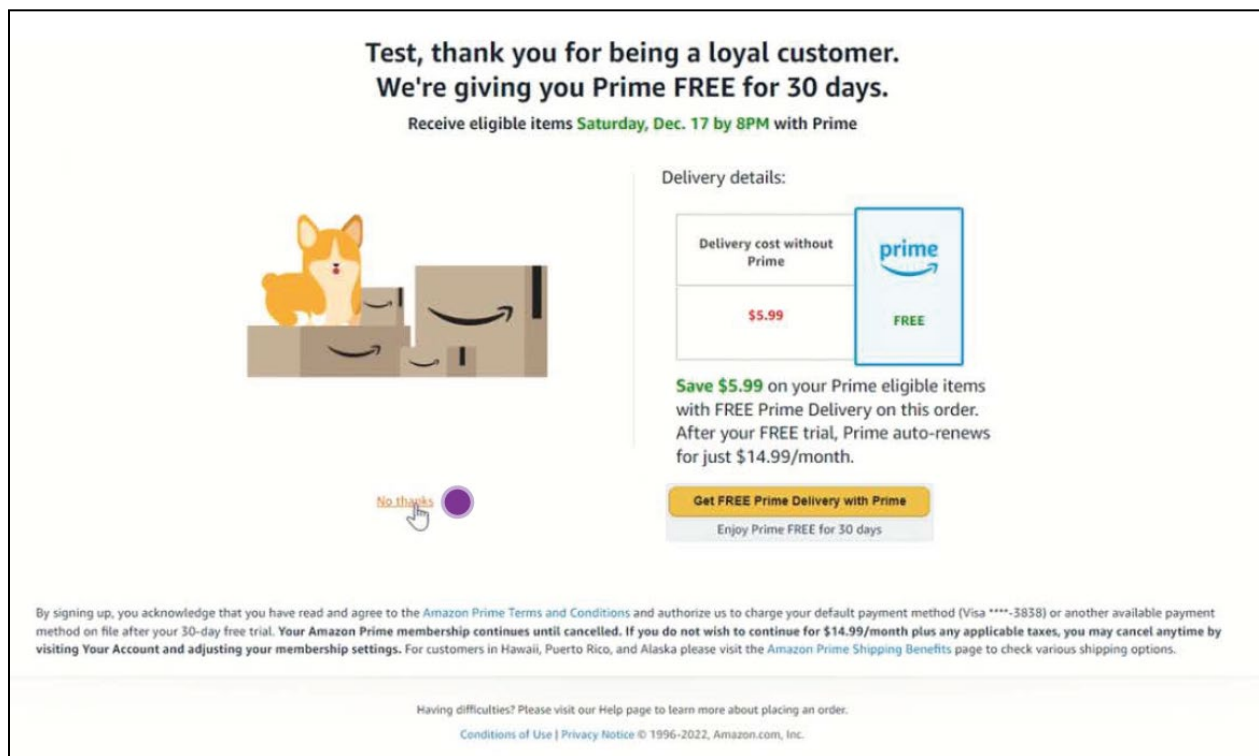 Test, thank you for being a loyal customer.
We're giving you Prime FREE for 30 days.
Receive eligible items Saturday, Dec. 17 by 8PM with Prime
Delivery details:
Delivery cost without
Prime
prime
$5.99
FREE
Save $5.99 on your Prime eligible items
with FREE Prime Delivery on this order.
After your FREE trial, Prime auto-renews
for just $14.99/month.
No thanks
Get FREE Prime Delivery with Prime
Enjoy Prime FREE for 30 days
By signing up, you acknowledge that you have read and agree to the Amazon Prime Terms and Conditions and authorize us to charge your default payment method (Visa ****-3838) or another available payment
method on file after your 30-day free trial. Your Amazon Prime membership continues until cancelled. If you do not wish to continue for $14.99/month plus any applicable taxes, you may cancel anytime by
visiting Your Account and adjusting your membership settings. For customers in Hawaii, Puerto Rico, and Alaska please visit the Amazon Prime Shipping Benefits page to check various shipping options.
Having difficulties? Please visit our Help page to learn more about placing an order.
Conditions of Use | Privacy Notice © 1996-2022, Amazon.com, Inc.